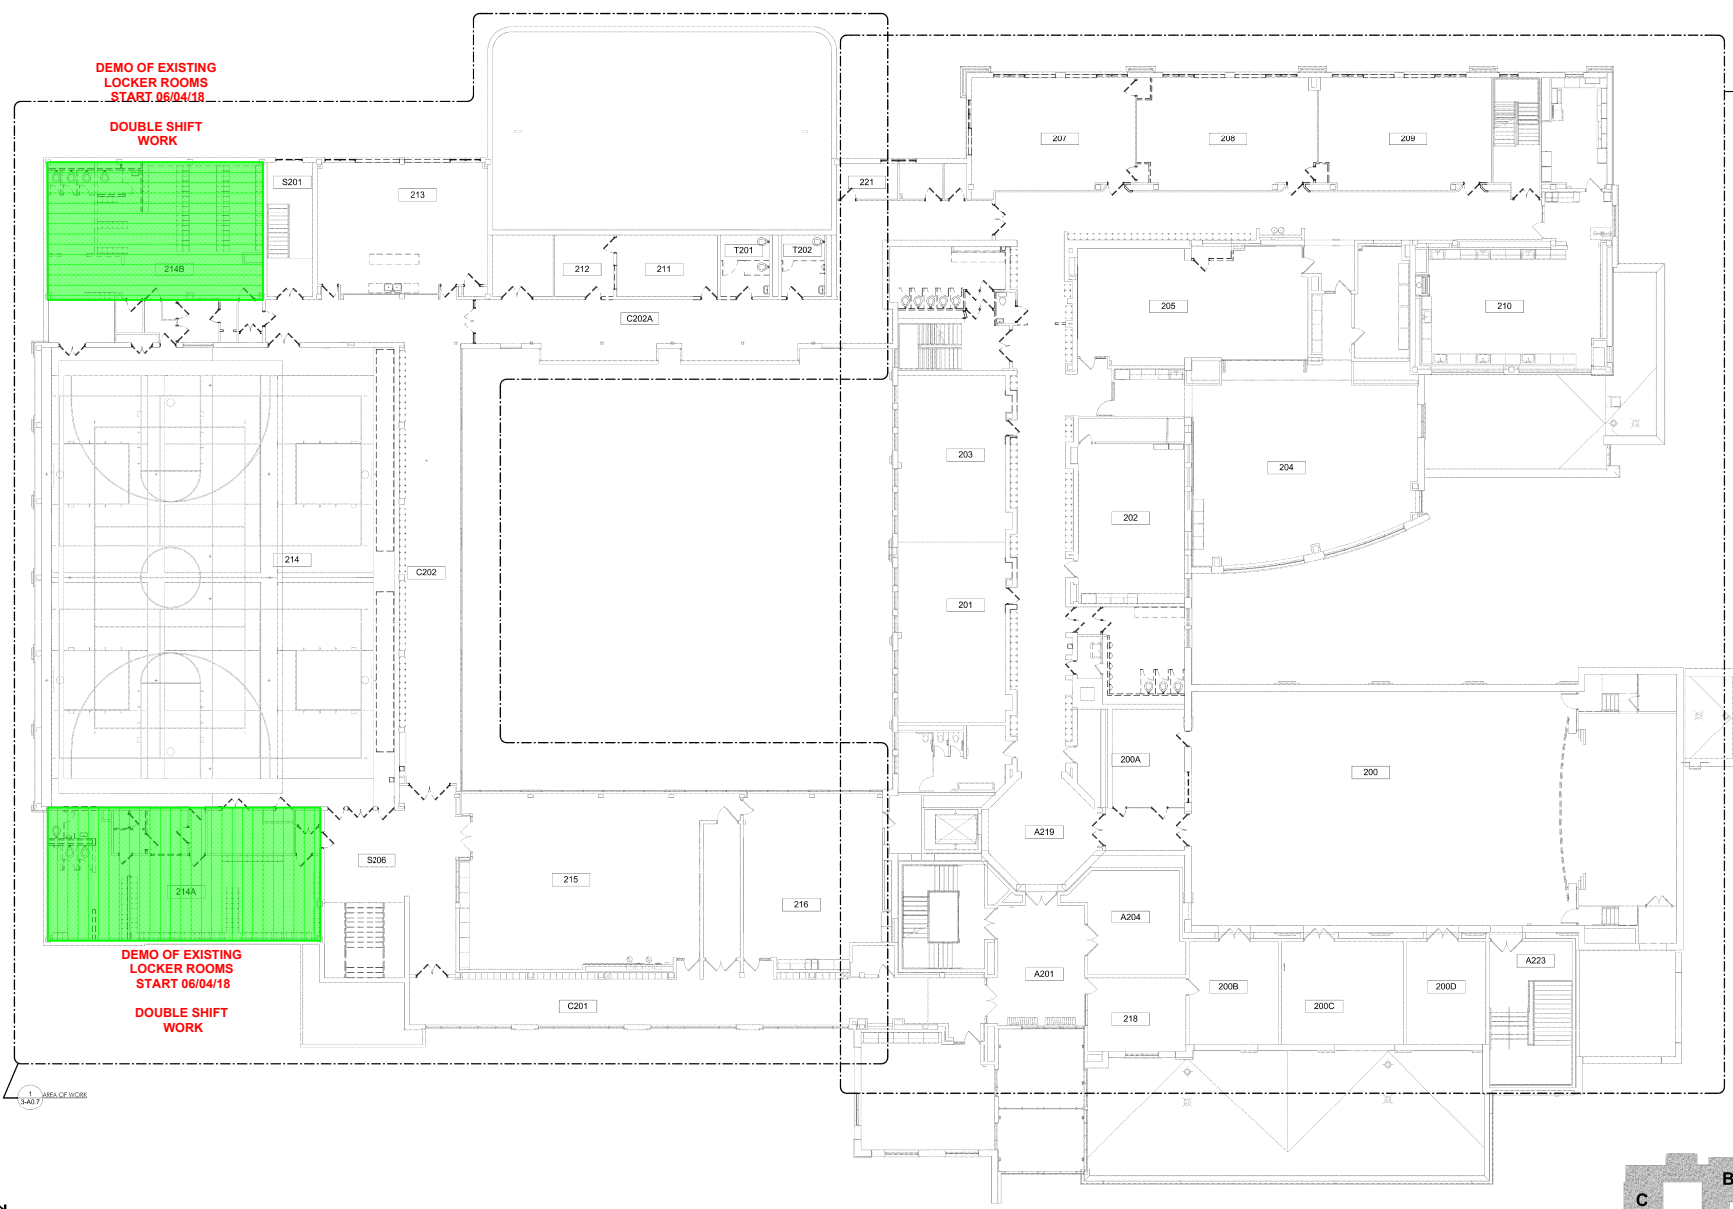 DEMO OF EXISTING
LOCKER ROOMS
START 06/04/18
DOUBLE SHIFT
WORK
207
208
209
S201
213
221
214B
212
211
T201
T202
C202A
205
210
203
204
202
214
C202
201
200A
200
A219
S206
215
214A
216
A204
DEMO OF EXISTING
LOCKER ROOMS
START 06/04/18
DOUBLE SHIFT
WORK
A201
A223
200B
200C
200D
C201
218
1
3-A0.7
AREA OF WORK
B
C